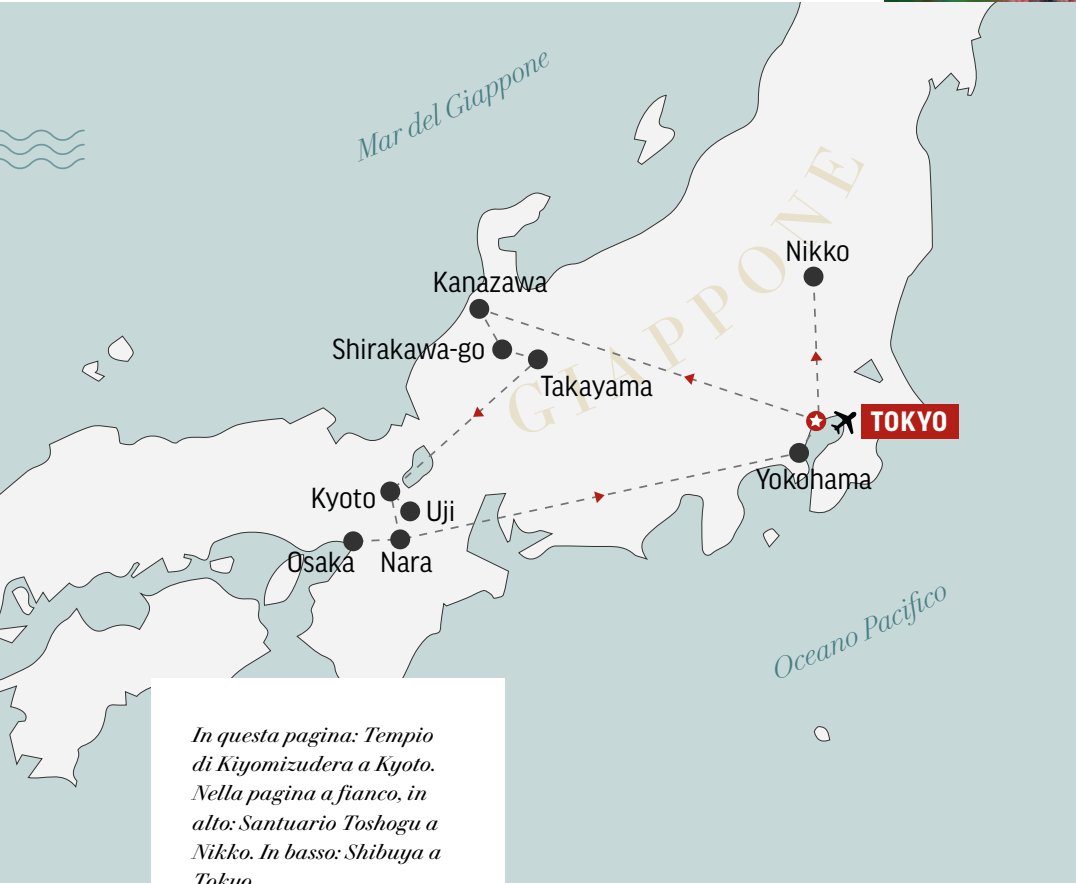 Mar del Giappone
GIAPPONE
Nikko
Kanazawa
Shirakawa-go
Takayama
TOKYO
Yokohama
Kyoto
Uji
Osaka
Nara
Oceano Pacifico
In questa pagina: Tempio
di Kiyomizudera a Kyoto.
Nella pagina a fianco, in
alto: Santuario Toshogu a
Nikko. In basso: Shibuya a
Tokyo